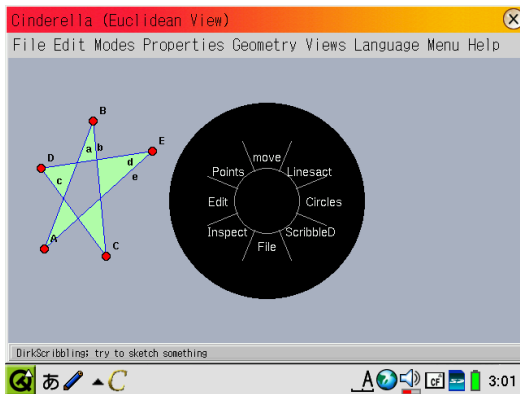 Cinderella (Euclidean View)
File Edit Modes Properties Geometry Views Language Menu Help
B
a b
E
D
d
c
e
A
C
move
Points
Linesact
Edit
Circles
Inspect
ScribbleD
File
DirkScribbling; try to sketch something
あ
C
A
CF
3:01